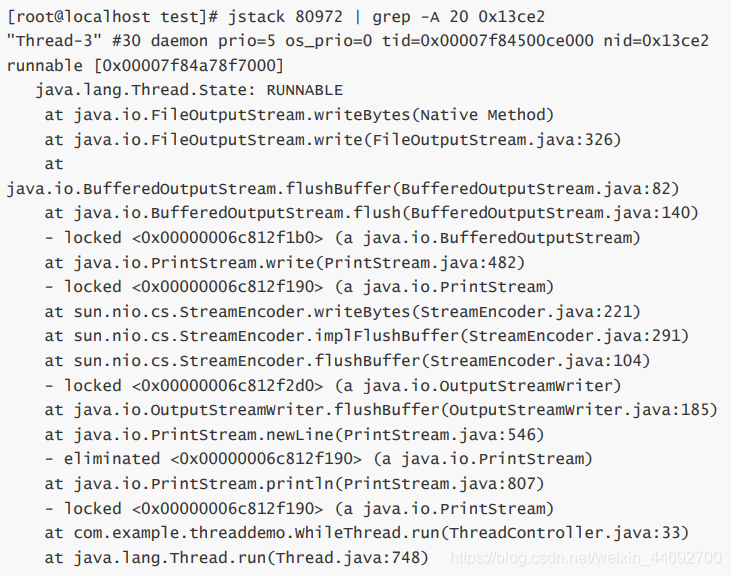 [root@localhost test]# jstack 80972 | grep -A 20 0x13ce2
"Thread-3" #30 daemon prio=5 os_prio=0 tid=0x00007f84500ce000 nid=0x13ce2
runnable [0x00007f84a78f7000]
java.lang.Thread.State: RUNNABLE
at java.io.FileOutputStream.writeBytes(Native Method)
at java.io.FileOutputStream.write(FileOutputStream.java:326)
at
java.io.BufferedOutputStream.flushBuffer(BufferedOutputStream.java:82)
at java.io.BufferedOutputStream.flush(BufferedOutputStream.java:140)
- locked <0x00000006c812f1b0> (a java.io.BufferedOutputStream)
at java.io.PrintStream.write(PrintStream.java:482)
- locked <0x00000006c812f190> (a java.io.PrintStream)
at sun.nio.cs.StreamEncoder.writeBytes(StreamEncoder.java:221)
at sun.nio.cs.StreamEncoder.implFlushBuffer(StreamEncoder.java:291)
at sun.nio.cs.StreamEncoder.flushBuffer(StreamEncoder.java:104)
- locked <0x00000006c812f2d0> (a java.io.OutputStreamWriter)
at java.io.OutputStreamWriter.flushBuffer(OutputStreamWriter.java:185)
at java.io.PrintStream.newLine(PrintStream.java:546)
- eliminated <0x00000006c812f190> (a java.io.PrintStream)
at java.io.PrintStream.println(PrintStream.java:807)
- locked <0x00000006c812f190> (a java.io.PrintStream)
at com.example.threaddemo.WhileThread.run(ThreadController.java:33)
at java.lang.Thread.run(Thread.java:748)
https://blog.csdn.net/weixin_44692700